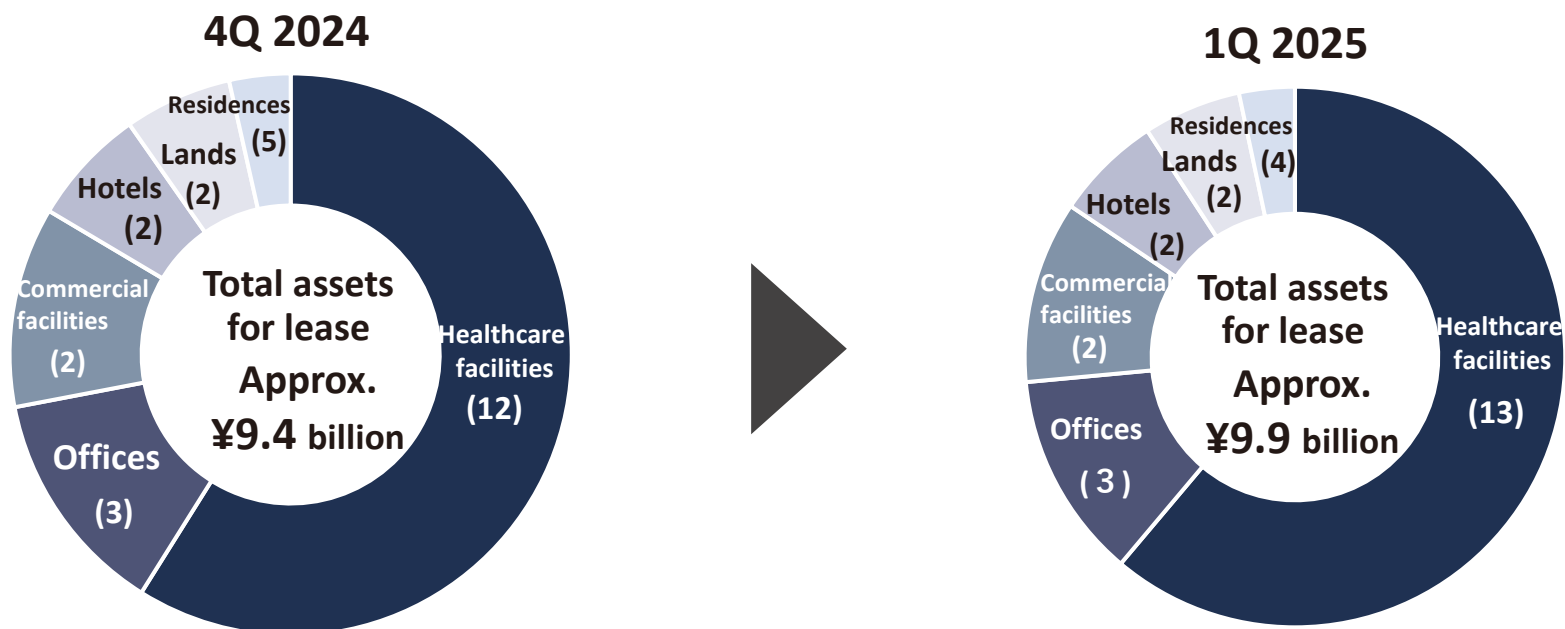 4Q 2024
Residences
(5)
Lands
(2)
Hotels
(2)
Commercial
facilities
(2)
Offices
(3)
Healthcare
facilities
(12)
Total assets
for lease
Approx.
¥9.4 billion
1Q 2025
Residences
(4)
Lands
(2)
Hotels
(2)
Commercial
facilities
(2)
Offices
(３)
Healthcare
facilities
(13)
Total assets
for lease
Approx.
¥9.9 billion